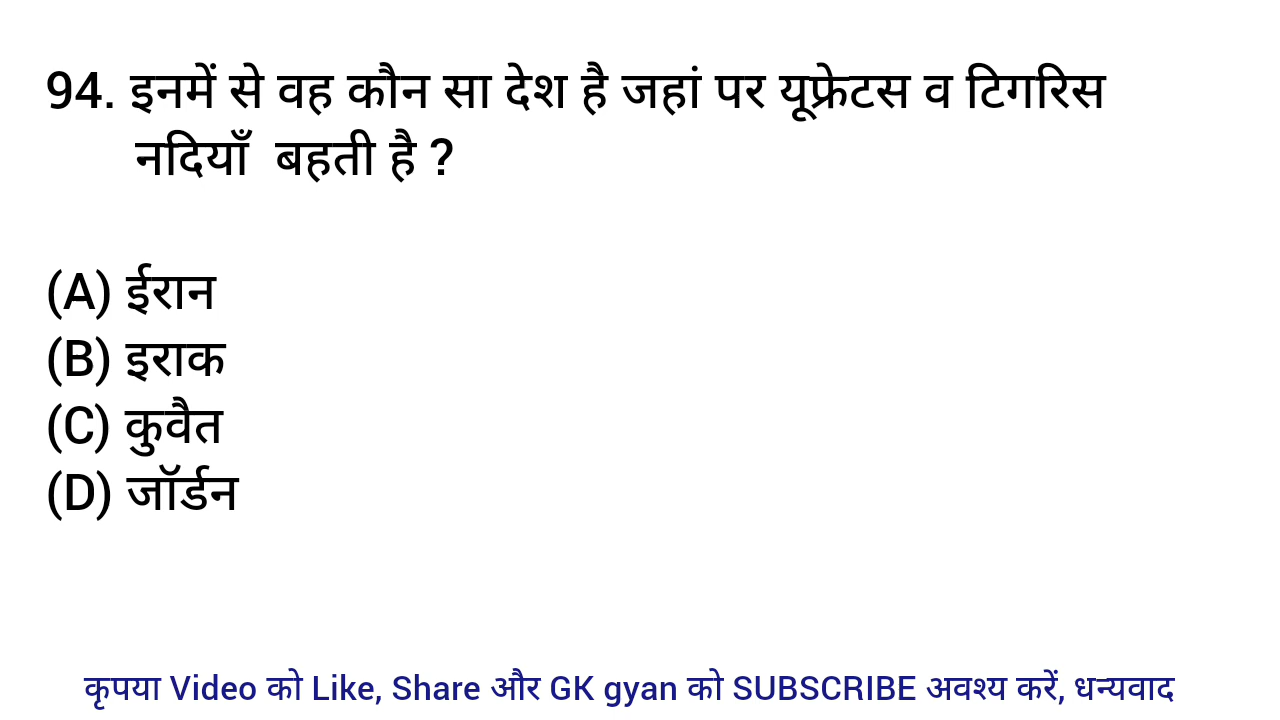 94. इनमें से वह कौन सा देश है जहां पर यूफ्रेटस व टिगरिस
नदियाँ बहती है ?
(A) ईरान
(B) इराक
(C) कुवैत
(D) जॉर्डन
कृपया Video को Like, Share और GK gyan को SUBSCRIBE अवश्य करें, धन्यवाद